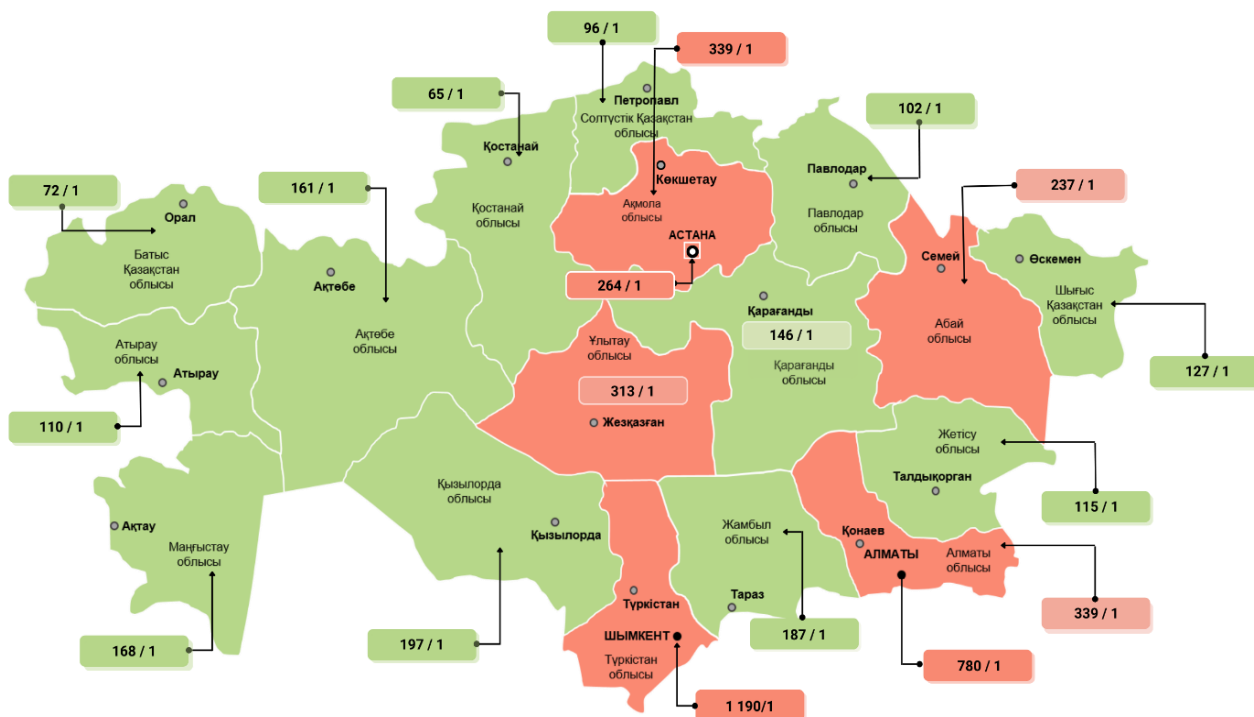 96 / 1
339 / 1
65 / 1
Петропавл
Солтүстік Қазақстан
облысы
102 / 1
Қостанай
Көкшетау
Павлодар
72 / 1
161 / 1
237 / 1
Орал
Қостанай
облысы
Ақмола
облысы
Павлодар
облысы
АСТАНА
Батыс
Қазақстан
облысы
Ақтөбе
264 / 1
Семей
Өскемен
Шығыс
Қазақстан
облысы
Қарағанды
146 / 1
Қарағанды
облысы
Абай
облысы
Атырау
облысы
Атырау
Ақтөбе
облысы
Ұлытау
облысы
313 / 1
Жезқазған
127 / 1
110 / 1
Жетісу
облысы
Талдықорған
115 / 1
Қызылорда
облысы
Қызылорда
Ақтау
Маңғыстау
облысы
Жамбыл
облысы
Қонаев
АЛМАТЫ
Алматы
облысы
Түркістан
Тараз
339 / 1
ШЫМКЕНТ
Түркістан
облысы
168 / 1
197 / 1
187 / 1
780 / 1
1 190/1